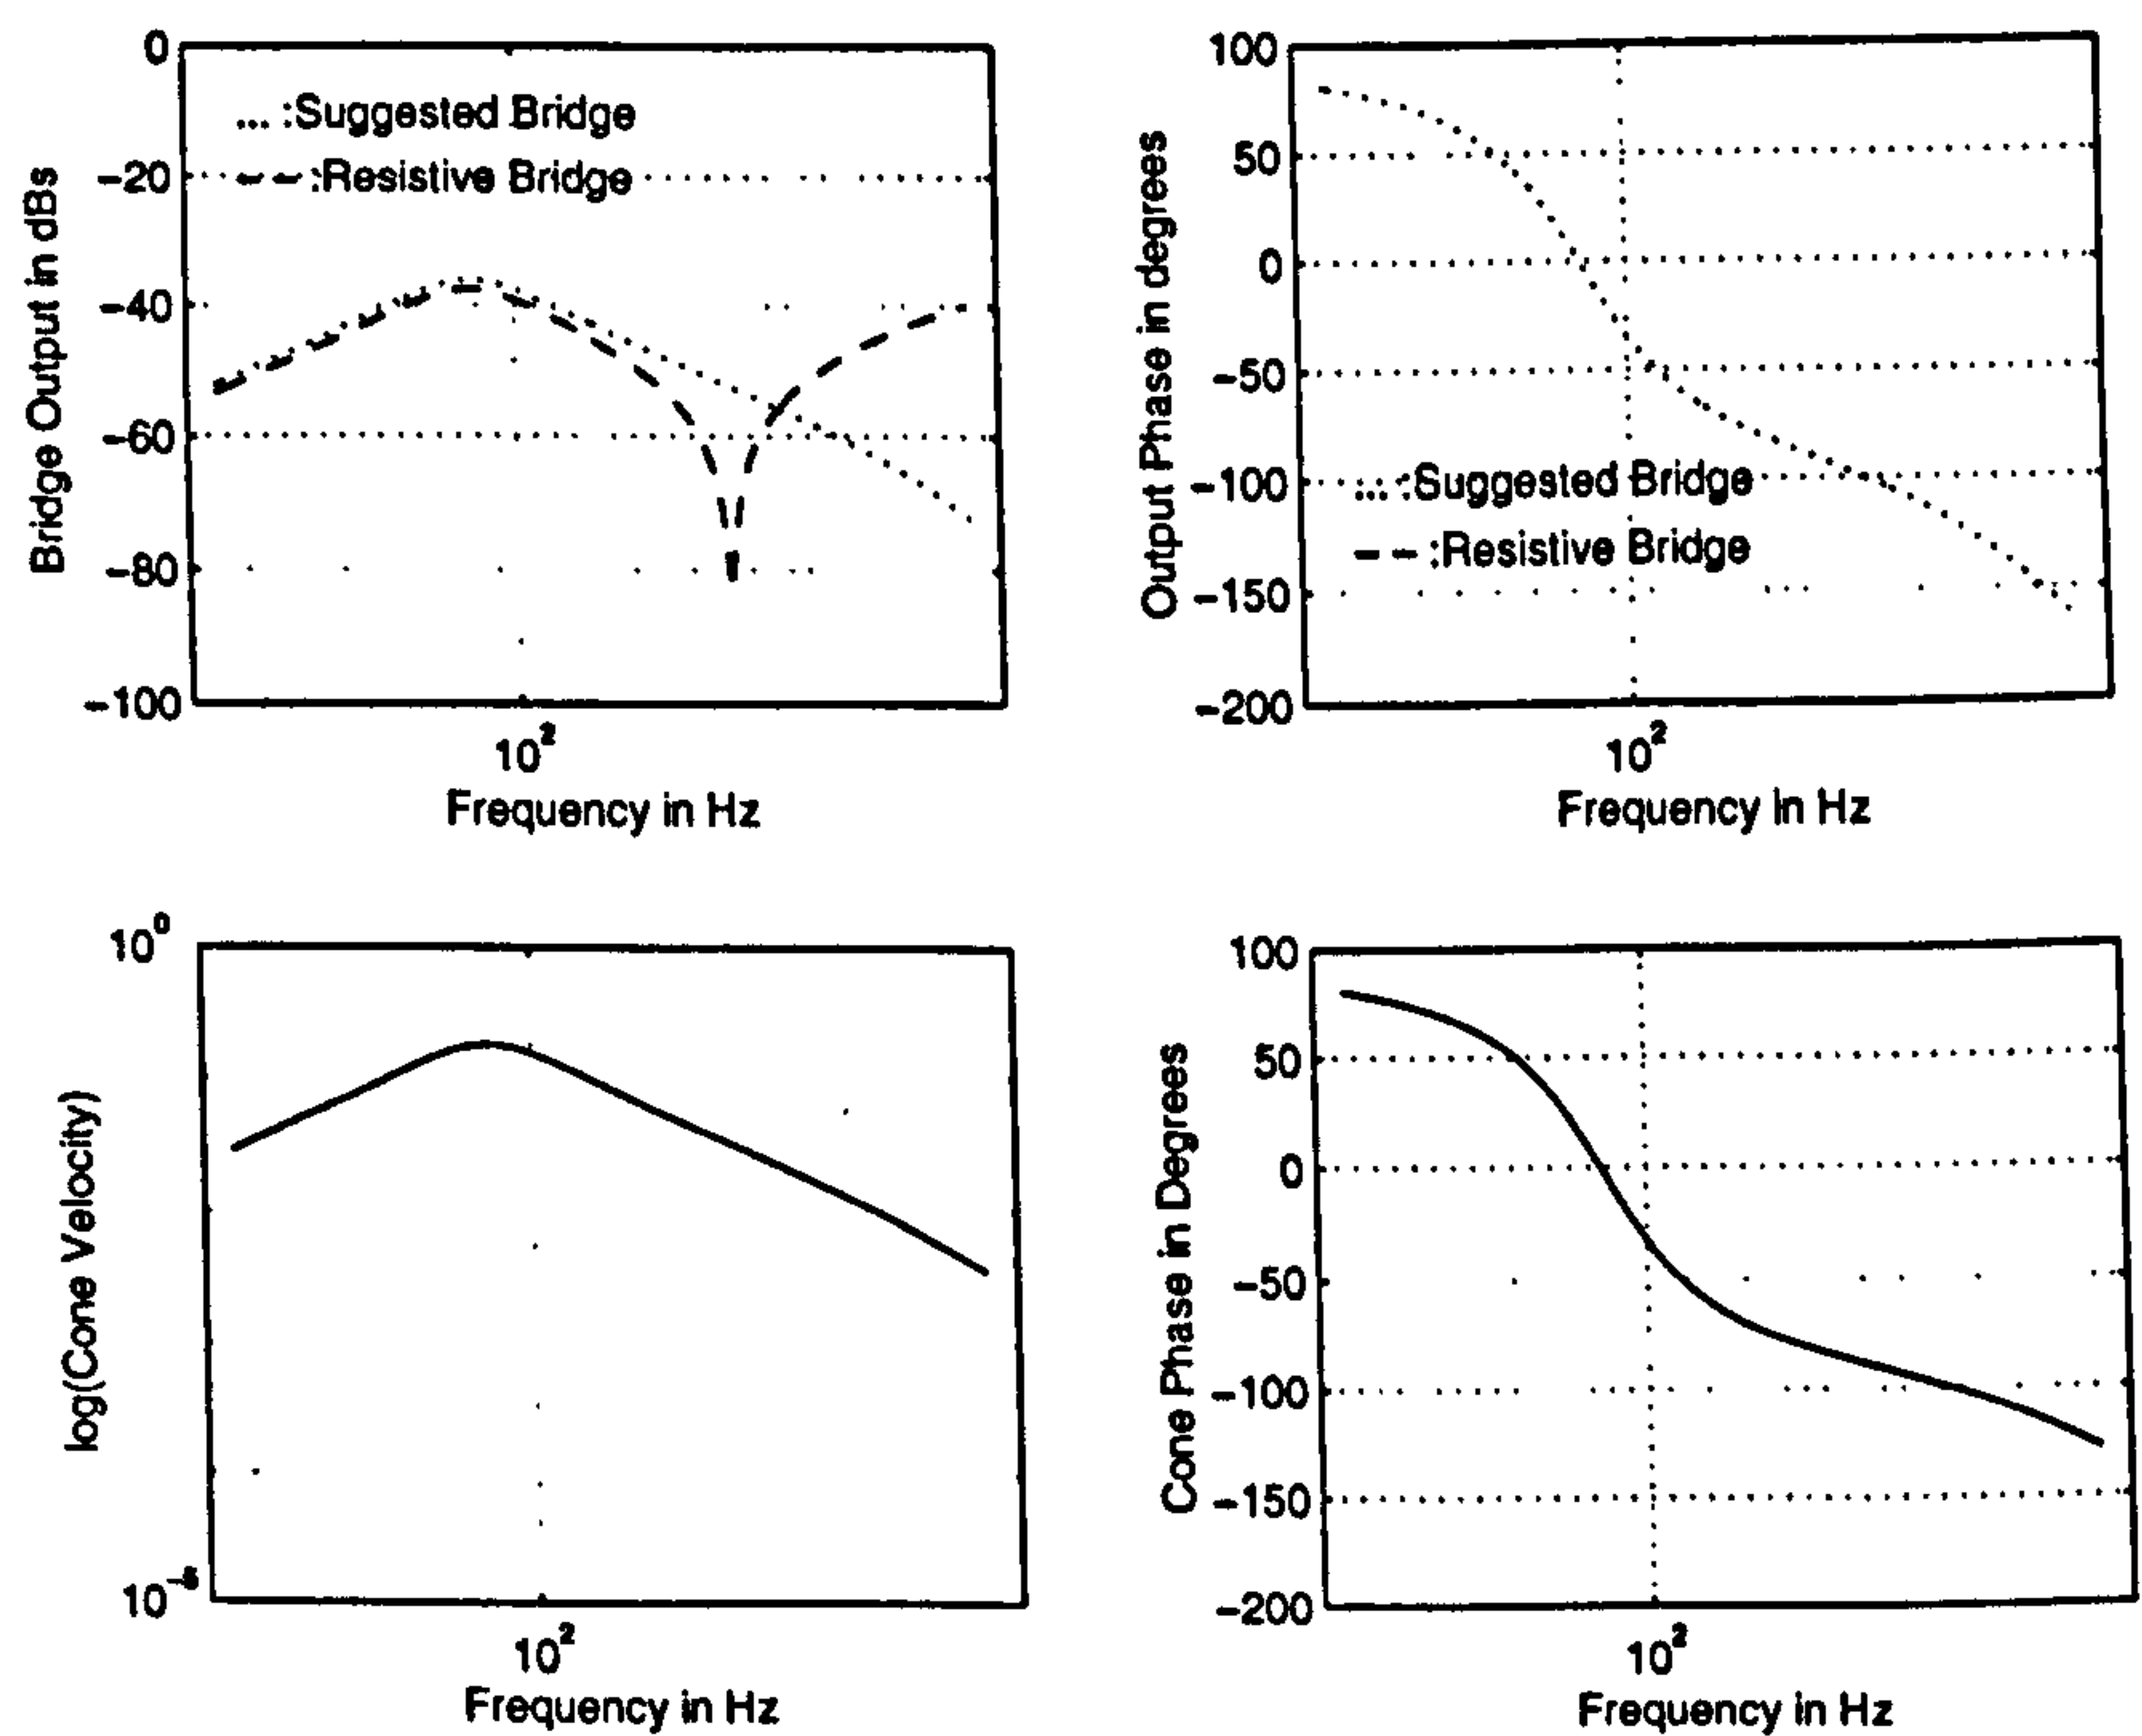 0
-20
-40
-60
-80
-100
Bridge Output in dBs
... :Suggested Bridge
-- -- :Resistive Bridge
10²
Frequency in Hz
100
50
0
-50
-100
-150
-200
Output Phase in degrees
... :Suggested Bridge
-- -- :Resistive Bridge
10²
Frequency in Hz
10⁰
log(Cone Velocity)
10
10²
Frequency in Hz
100
50
0
-50
-100
-150
-200
Cone Phase in Degrees
10²
Frequency in Hz